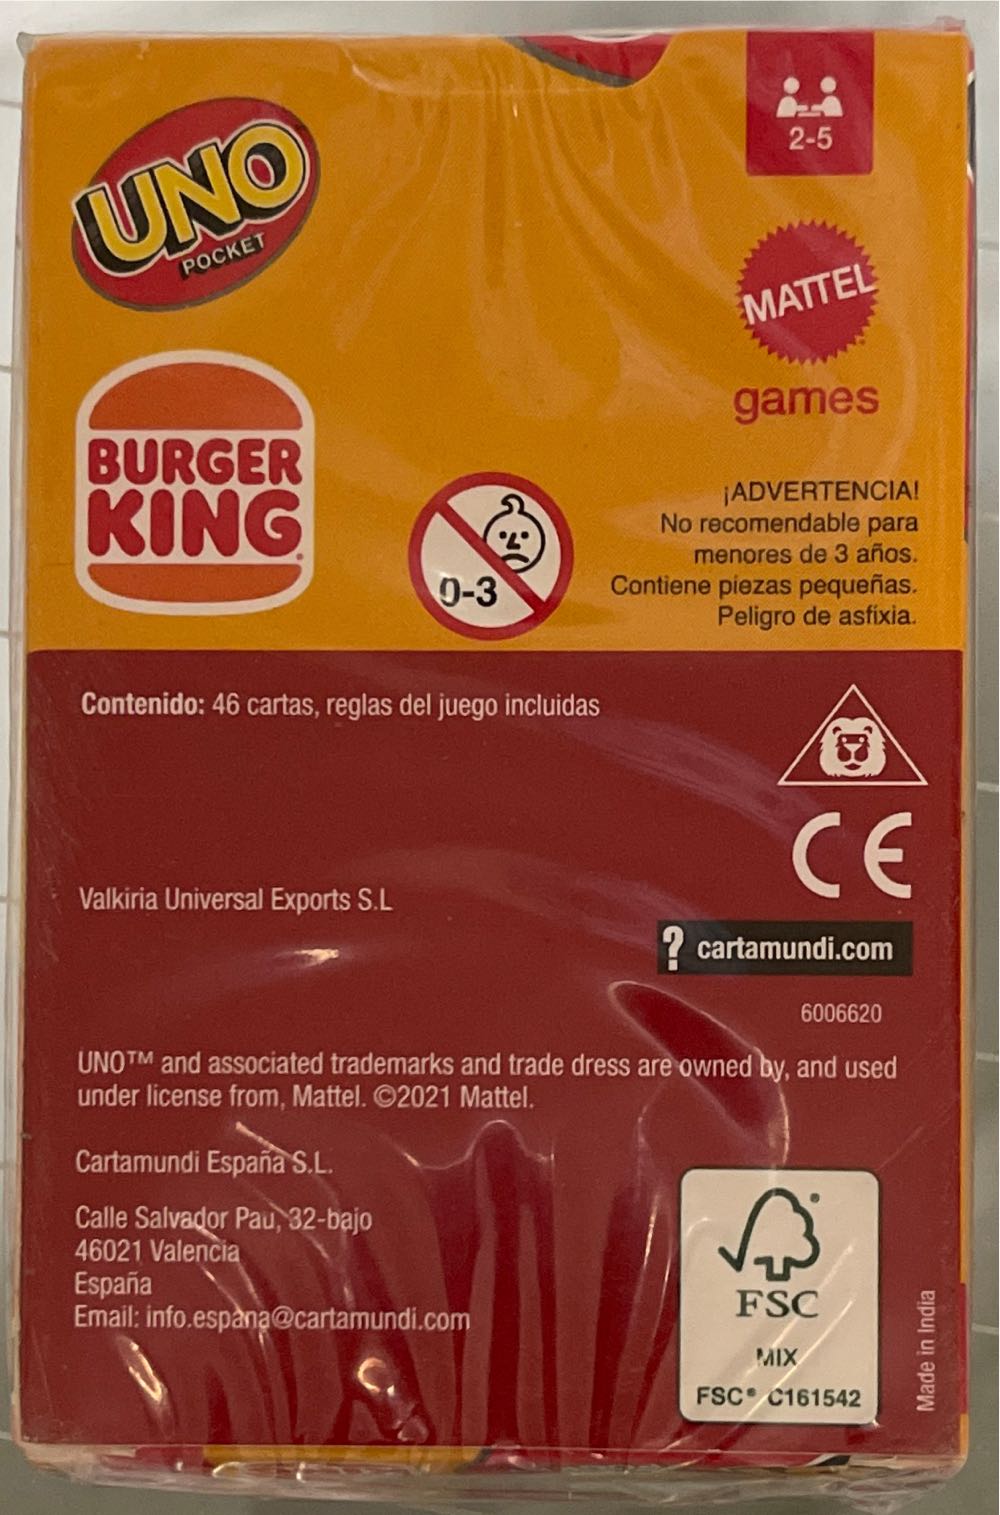 UNO
POCKET
2-5
MATTEL
games
BURGER
KING
0-3
¡ADVERTENCIA!
No recomendable para
menores de 3 años.
Contiene piezas pequeñas.
Peligro de asfixia.
Contenido: 46 cartas, reglas del juego incluidas
CE
Valkiria Universal Exports S.L
? cartamundi.com
6006620
UNO™ and associated trademarks and trade dress are owned by, and used
under license from, Mattel. ©2021 Mattel.
Cartamundi España S.L.
Calle Salvador Pau, 32-bajo
46021 Valencia
España
Email: info.espana@cartamundi.com
FSC
MIX
FSC® C161542
Made in India